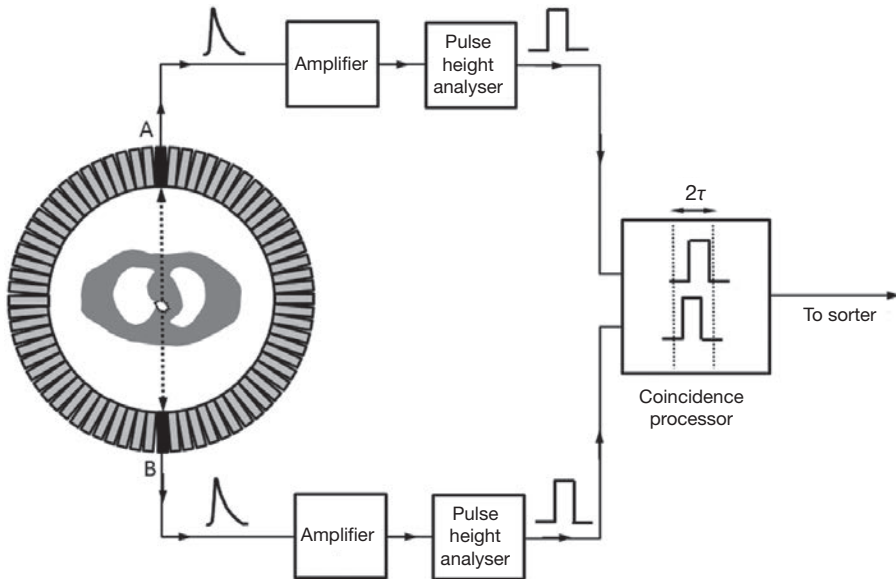 Amplifier
Pulse
height
analyser
A
2τ
To sorter
Coincidence
processor
B
Amplifier
Pulse
height
analyser